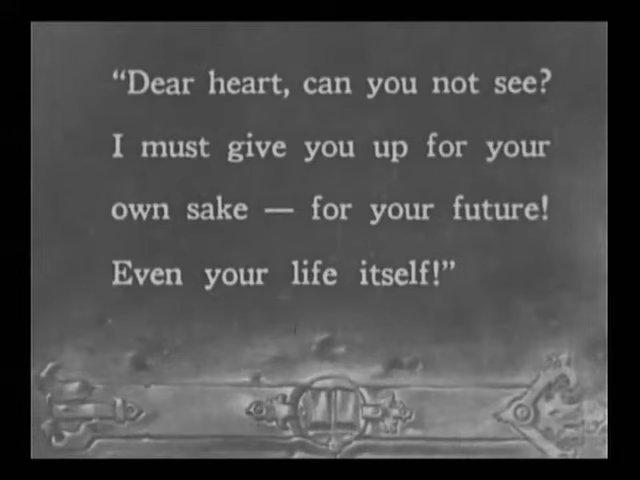 “Dear heart, can you not see?
I must give you up for your
own sake — for your future!
Even your life itself!”